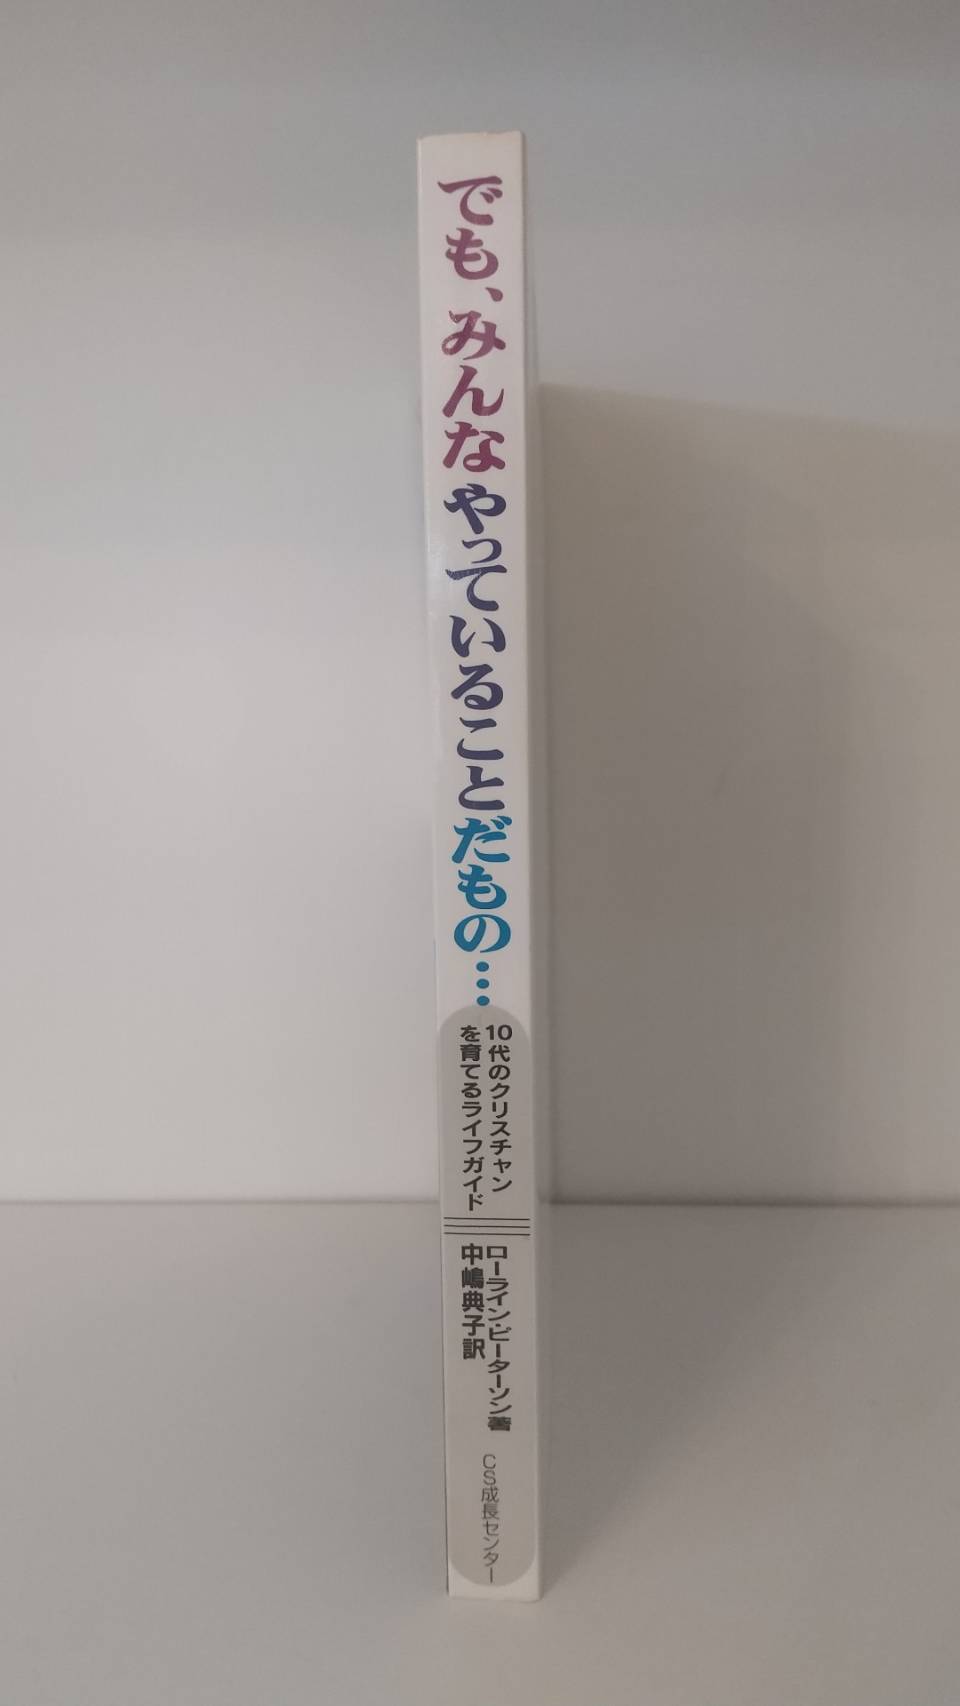 でも、みんなやっていることだもの…
10代のクリスチャン
を育てるライフガイド
ローライン・ピーターソン著
中嶋典子訳
CS成長センター